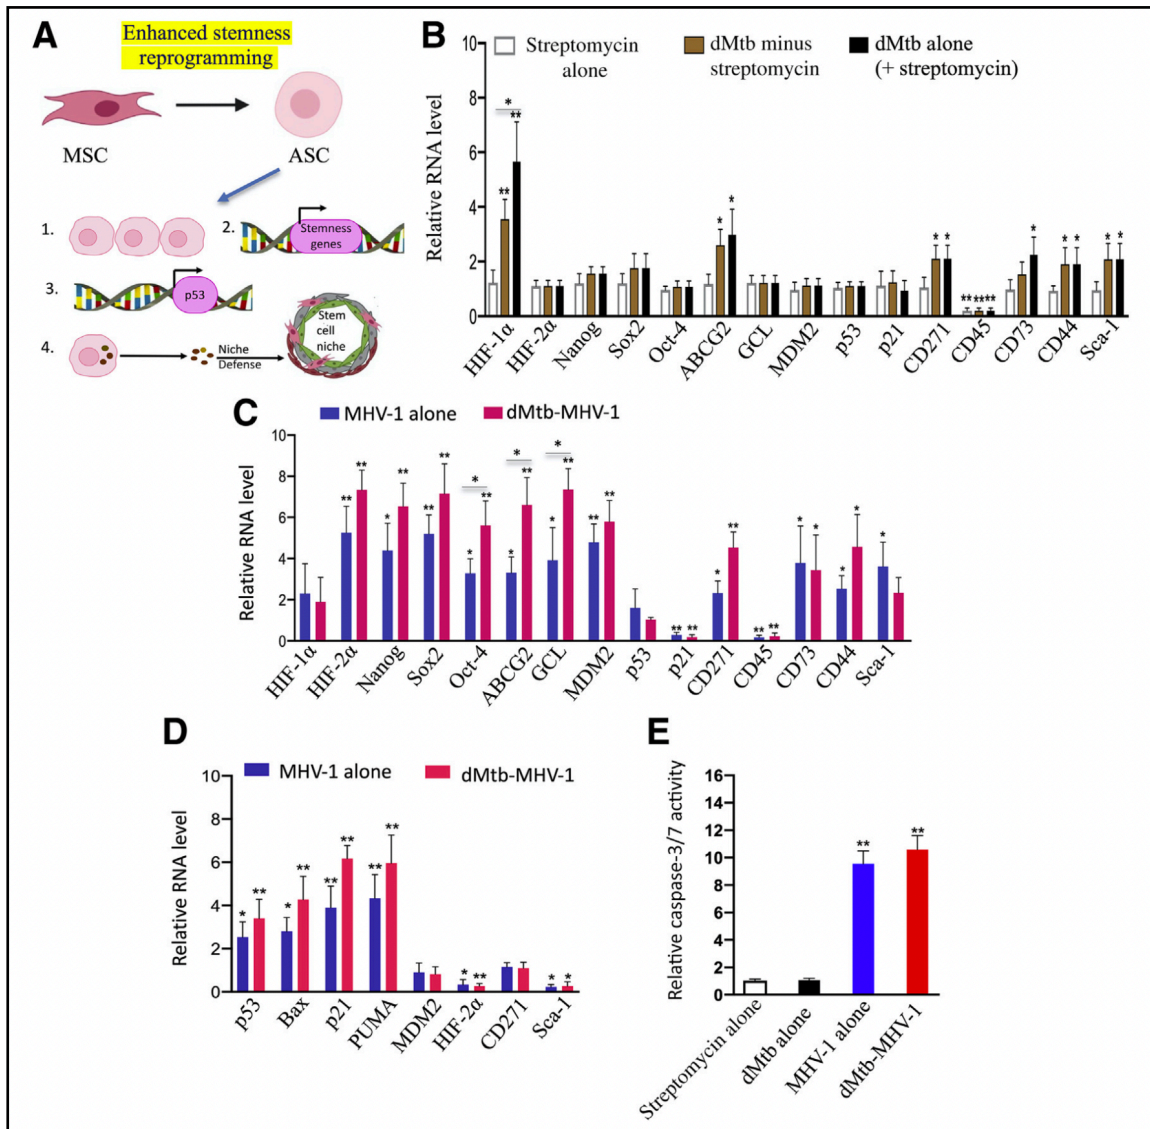 A
Enhanced stemness
reprogramming
MSC
ASC
1.
2.
Stemness
genes
3.
p53
4.
Niche
Defense
Stem
cell
niche
B
Streptomycin
alone
dMtb minus
streptomycin
dMtb alone
(+ streptomycin)
Relative RNA level
10
8
6
4
2
0
*
**
**
*
*
*
*
**
**
**
*
*
*
*
*
HIF-1α
HIF-2α
Nanog
Sox2
Oct-4
ABCG2
GCL
MDM2
p53
p21
CD271
CD45
CD73
CD44
Sca-1
C
MHV-1 alone
dMtb-MHV-1
Relative RNA level
10
8
6
4
2
0
**
**
*
**
**
**
*
*
**
*
*
**
*
*
**
**
**
**
**
*
**
**
**
*
*
*
*
*
HIF-1α
HIF-2α
Nanog
Sox2
Oct-4
ABCG2
GCL
MDM2
p53
p21
CD271
CD45
CD73
CD44
Sca-1
D
MHV-1 alone
dMtb-MHV-1
Relative RNA level
10
8
6
4
2
0
*
**
*
**
**
**
**
**
*
**
*
*
p53
Bax
p21
PUMA
MDM2
HIF-2α
CD271
Sca-1
E
Relative caspase-3/7 activity
16
14
12
10
8
6
4
2
0
**
**
Streptomycin alone
dMtb alone
MHV-1 alone
dMtb-MHV-1